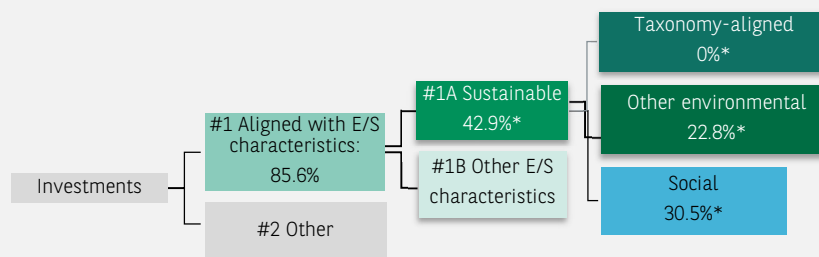 Investments
#1 Aligned with E/S
characteristics:
85.6%
#2 Other
#1A Sustainable
42.9%*
#1B Other E/S
characteristics
Taxonomy-aligned
0%*
Other environmental
22.8%*
Social
30.5%*